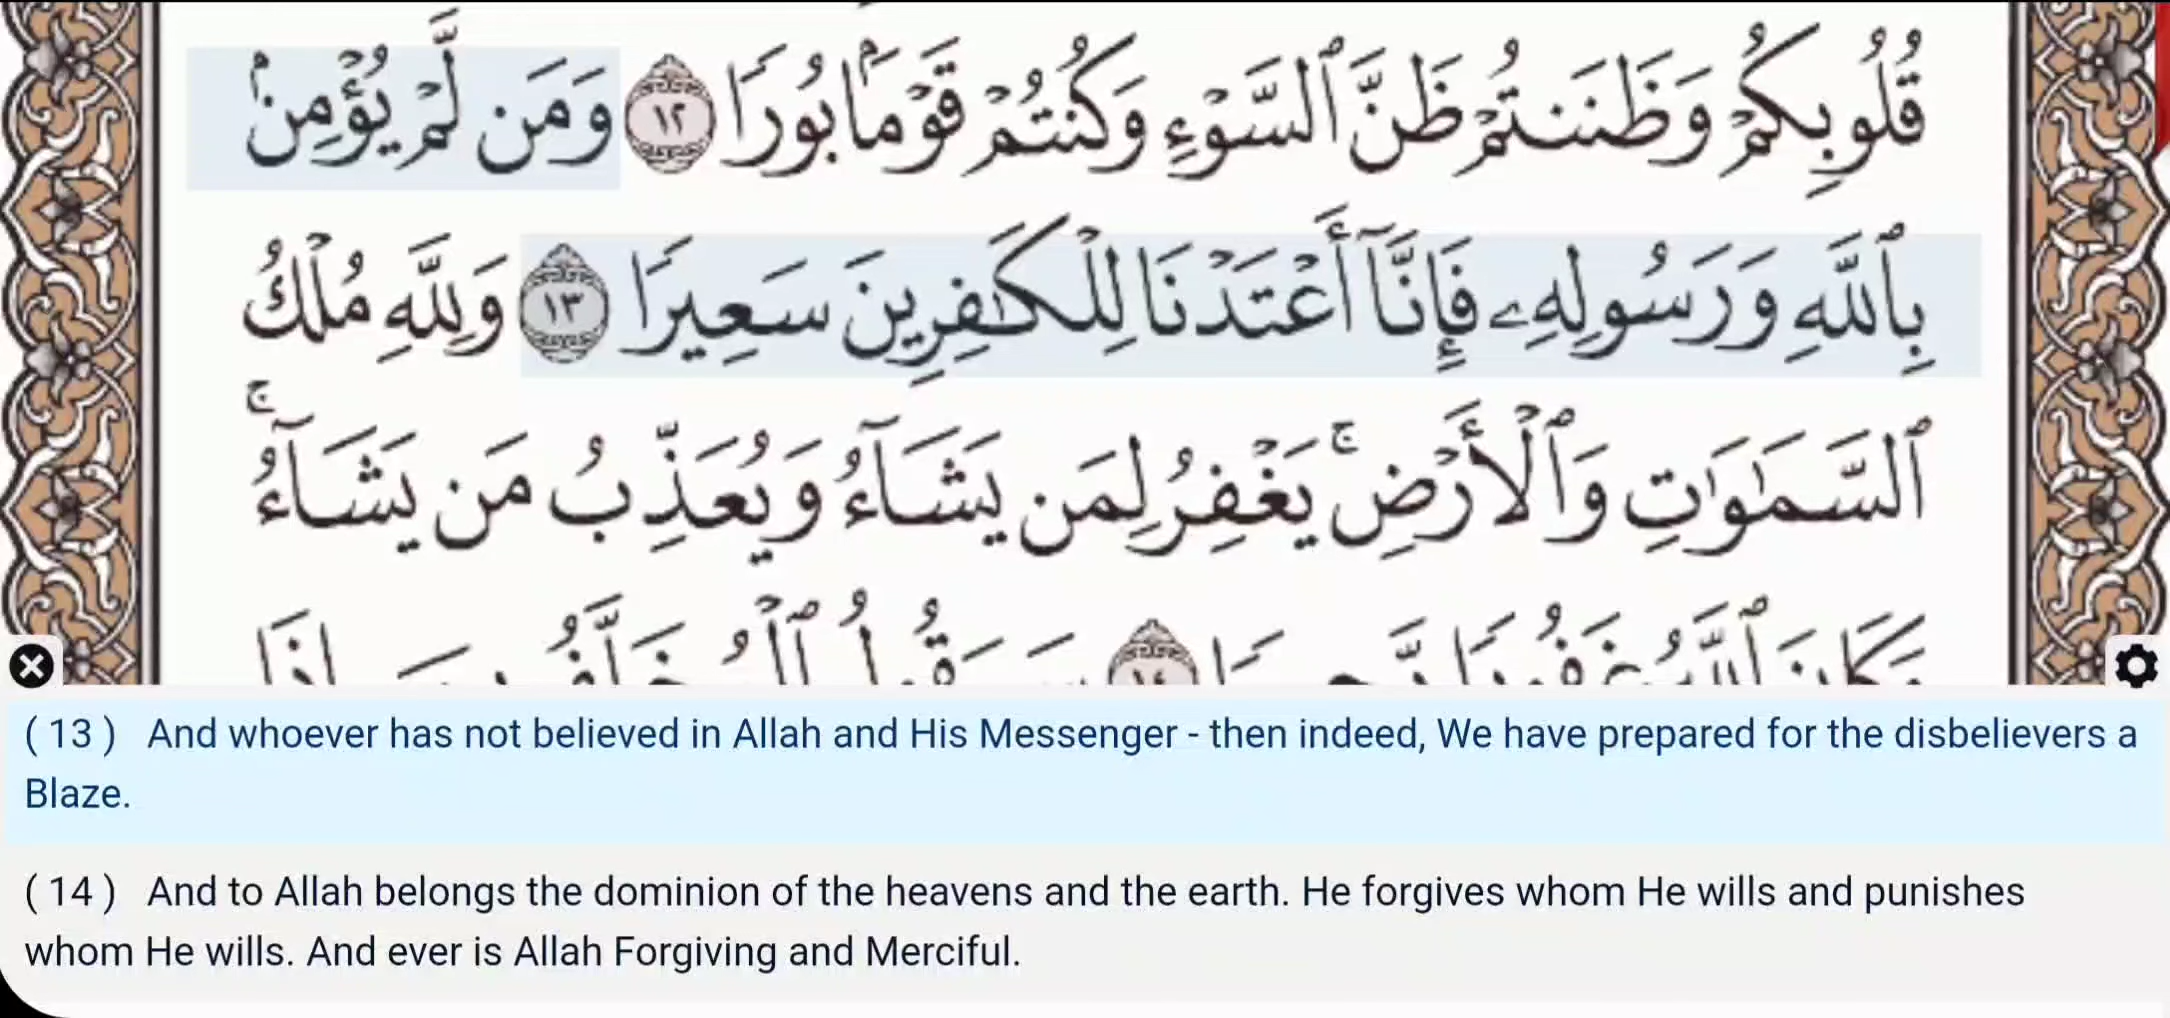 قُلُوبِكُمْ وَظَنَنتُمْ ظَنَّ ٱلسَّوْءِ وَكُنتُمْ قَوْمَۢا بُورًا ١٢ وَمَن لَّمْ يُؤْمِنۢ
بِٱللَّهِ وَرَسُولِهِۦ فَإِنَّآ أَعْتَدْنَا لِلْكَٰفِرِينَ سَعِيرًا ١٣ وَلِلَّهِ مُلْكُ
ٱلسَّمَٰوَٰتِ وَٱلْأَرْضِ ۚ يَغْفِرُ لِمَن يَشَآءُ وَيُعَذِّبُ مَن يَشَآءُ ۚ
( 13 ) And whoever has not believed in Allah and His Messenger - then indeed, We have prepared for the disbelievers a
Blaze.
( 14 ) And to Allah belongs the dominion of the heavens and the earth. He forgives whom He wills and punishes
whom He wills. And ever is Allah Forgiving and Merciful.